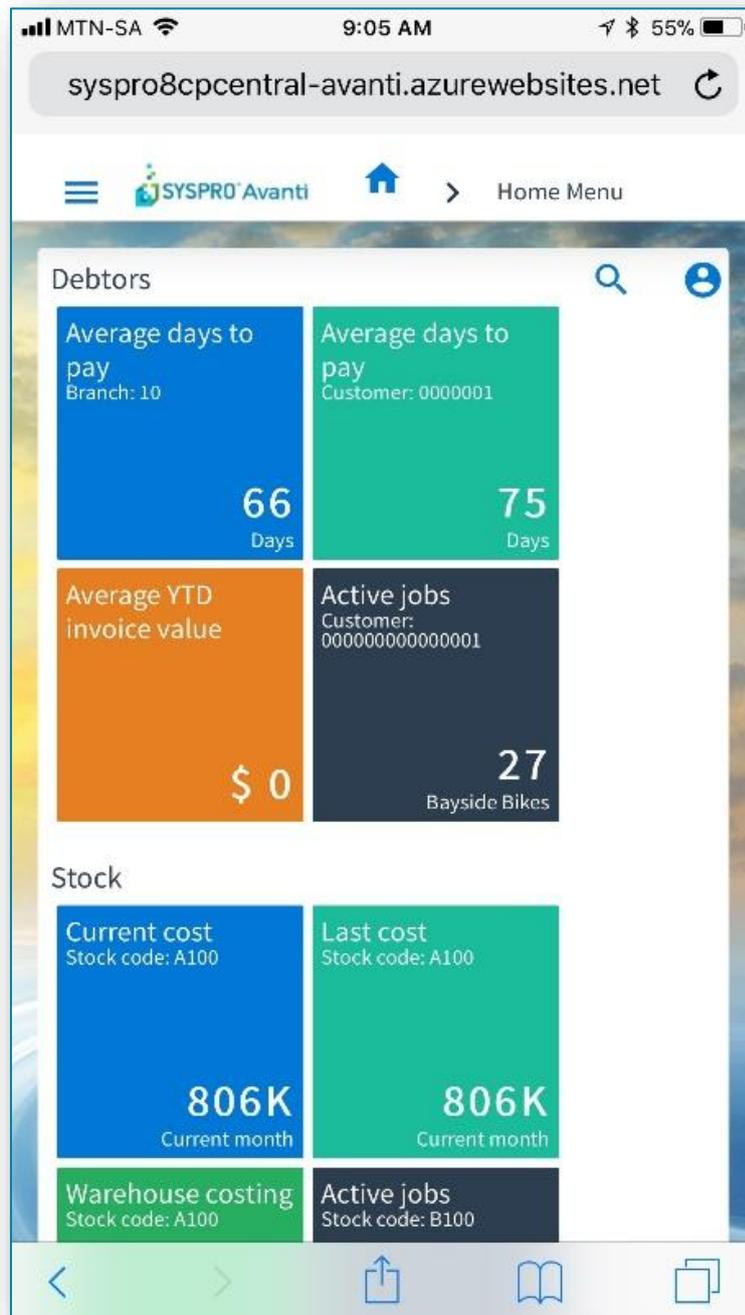 MTN-SA 9:05 AM 55%
syspro8cpcentral-avanti.azurewebsites.net
SYSPRO Avanti > Home Menu
Debtors
Average days to
pay
Branch: 10
66
Days
Average days to
pay
Customer: 0000001
75
Days
Average YTD
invoice value
$ 0
Active jobs
Customer:
000000000000001
27
Bayside Bikes
Stock
Current cost
Stock code: A100
806K
Current month
Last cost
Stock code: A100
806K
Current month
Warehouse costing
Stock code: A100
Active jobs
Stock code: B100